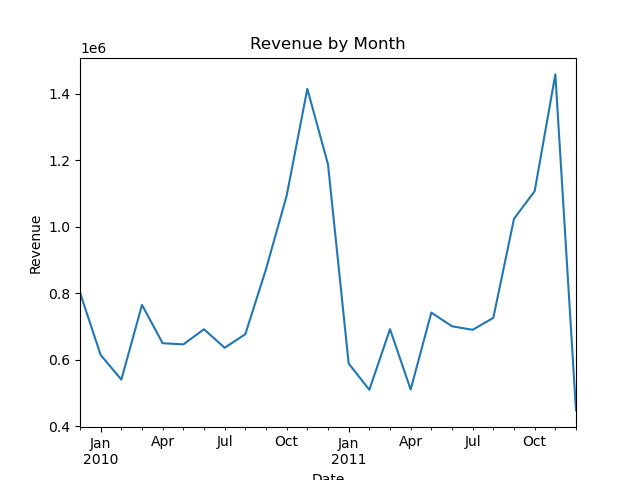 Revenue by Month
1e6
1.4
1.2
1.0
0.8
0.6
0.4
Revenue
Jan Apr Jul Oct Jan Apr Jul Oct
2010 2011
Date